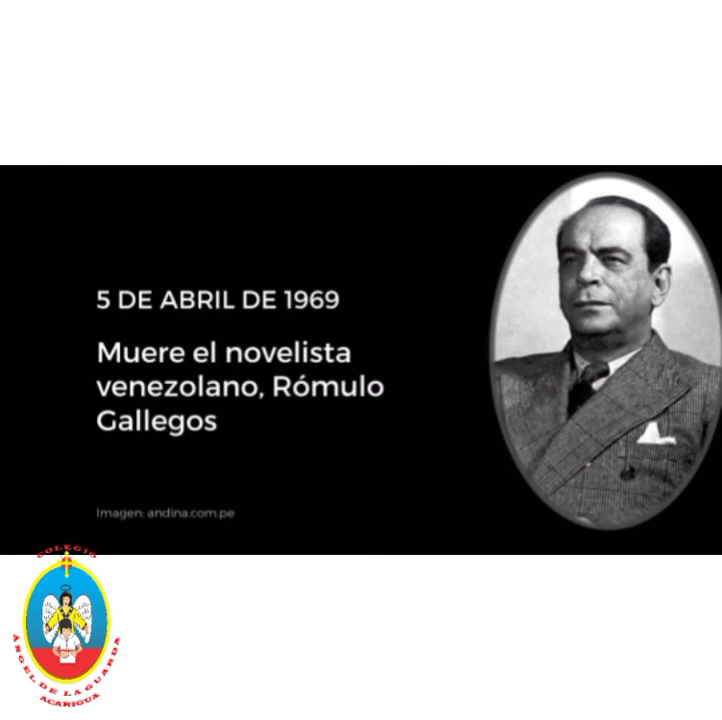 5 DE ABRIL DE 1969
Muere el novelista
venezolano, Rómulo
Gallegos
Imagen: andina.com.pe
COLEGIO
ÁNGEL DE LA GUARDA
ACARIGUA